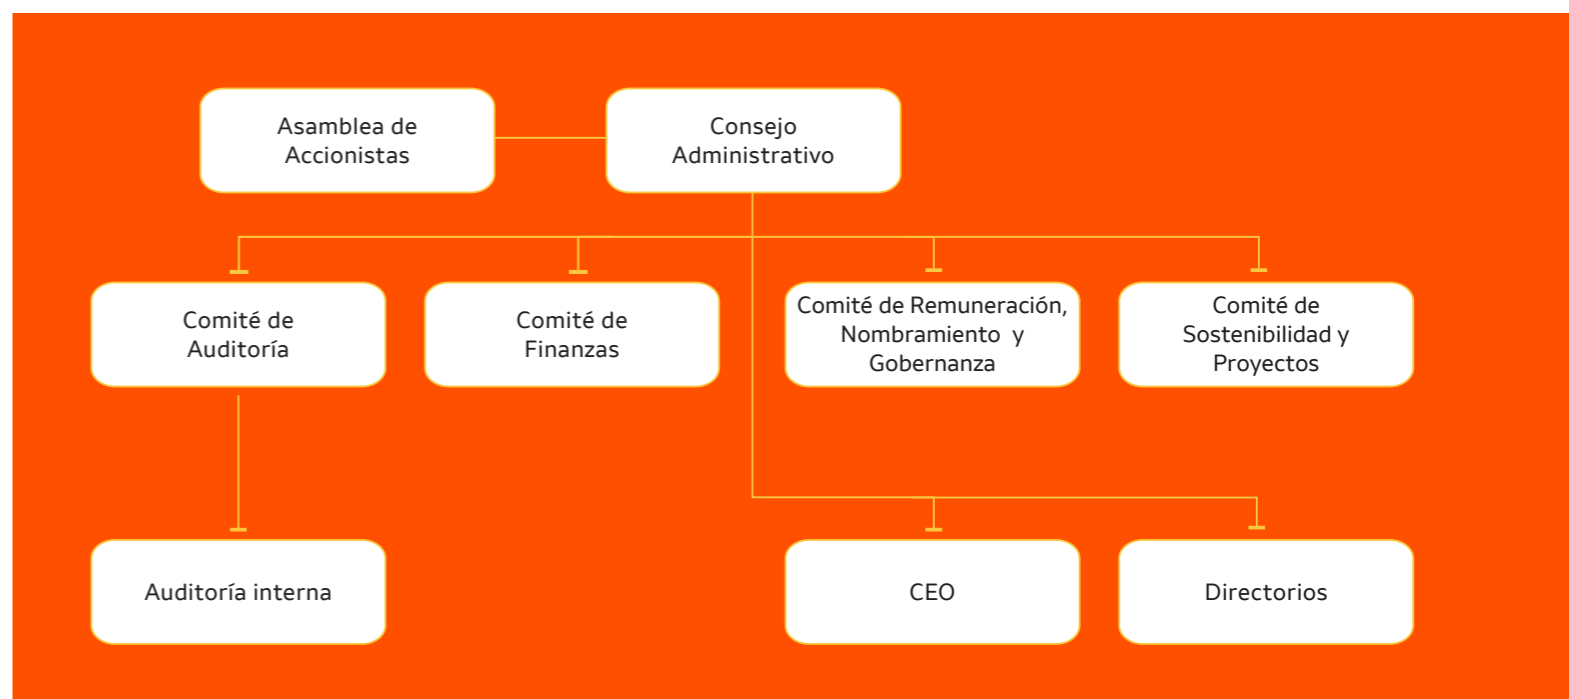 Asamblea de
Accionistas
Consejo
Administrativo
Comité de
Auditoría
Comité de
Finanzas
Comité de Remuneración,
Nombramiento y
Gobernanza
Comité de
Sostenibilidad y
Proyectos
Auditoría interna
CEO
Directorios